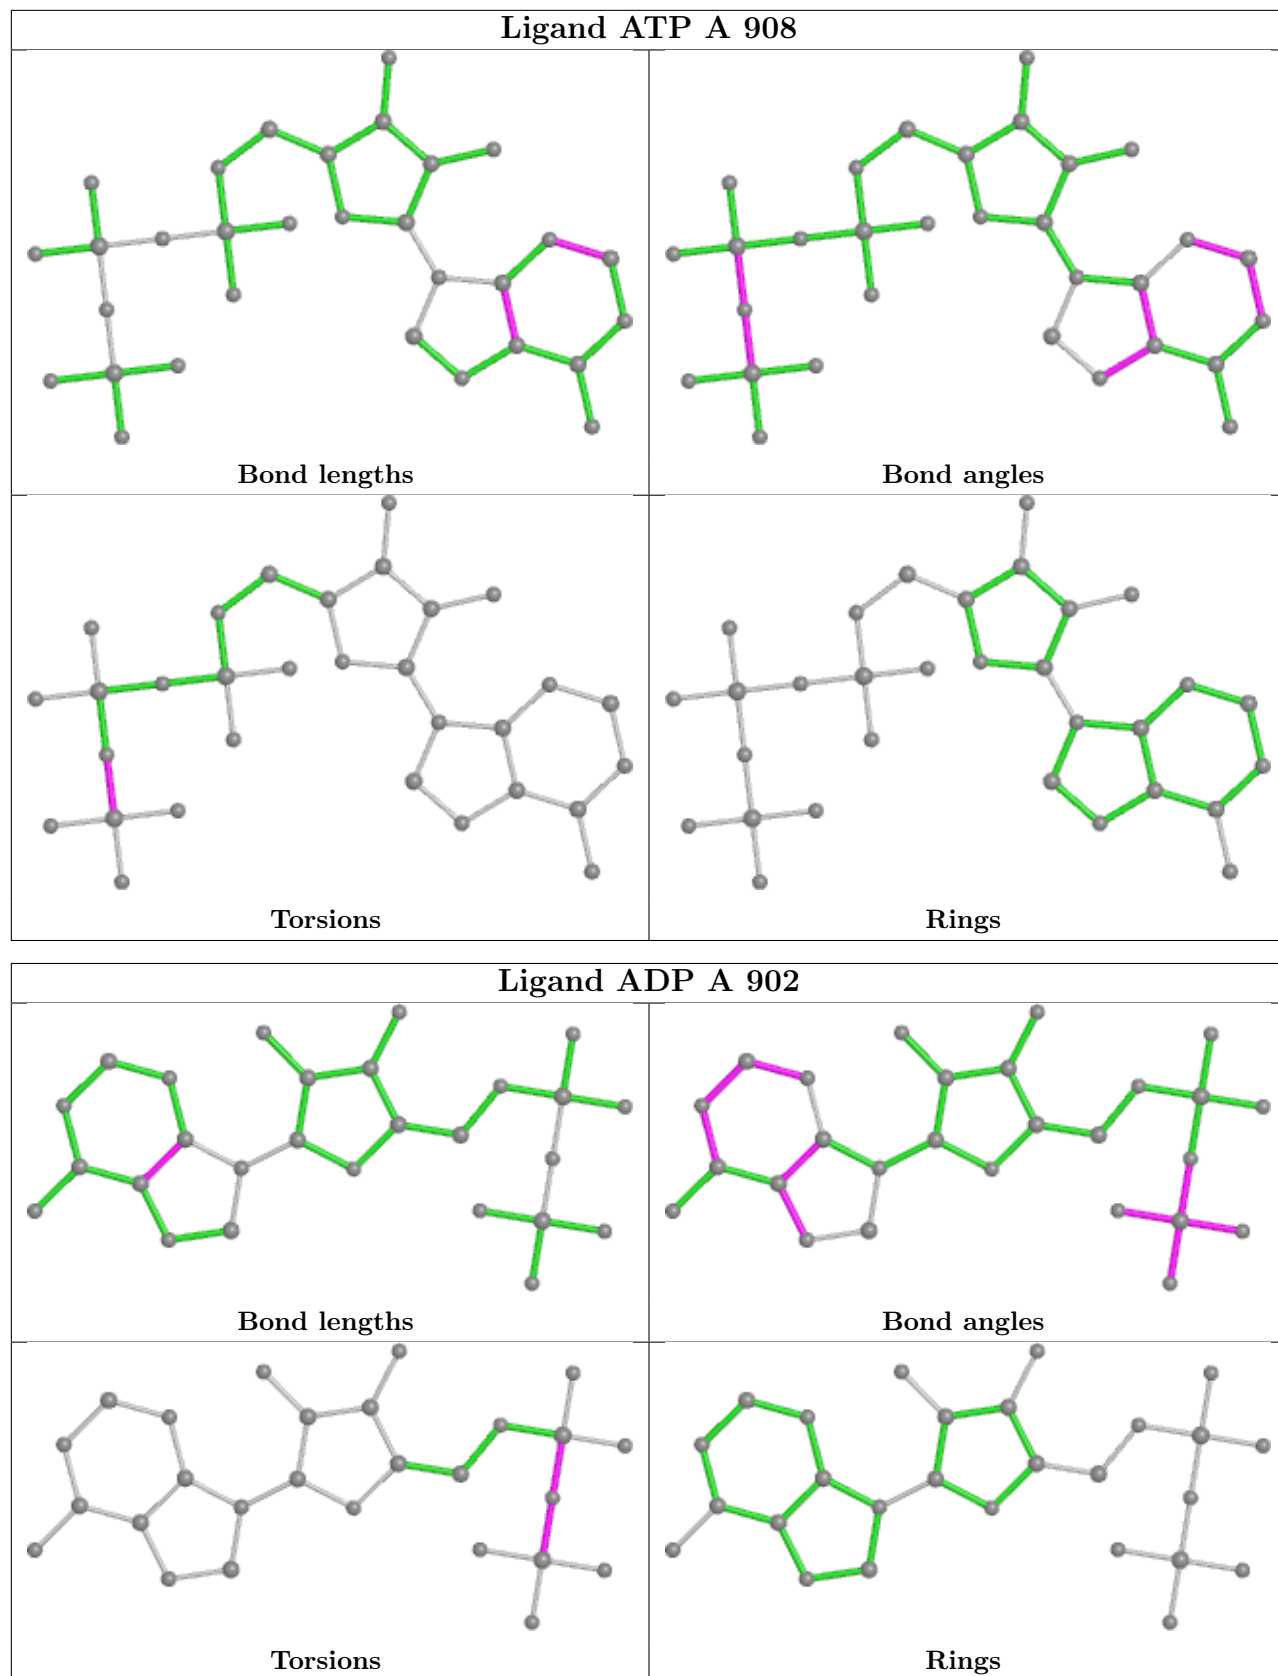 Ligand ATP A 908
Bond lengths
Bond angles
Torsions
Rings
Ligand ADP A 902
Bond lengths
Bond angles
Torsions
Rings